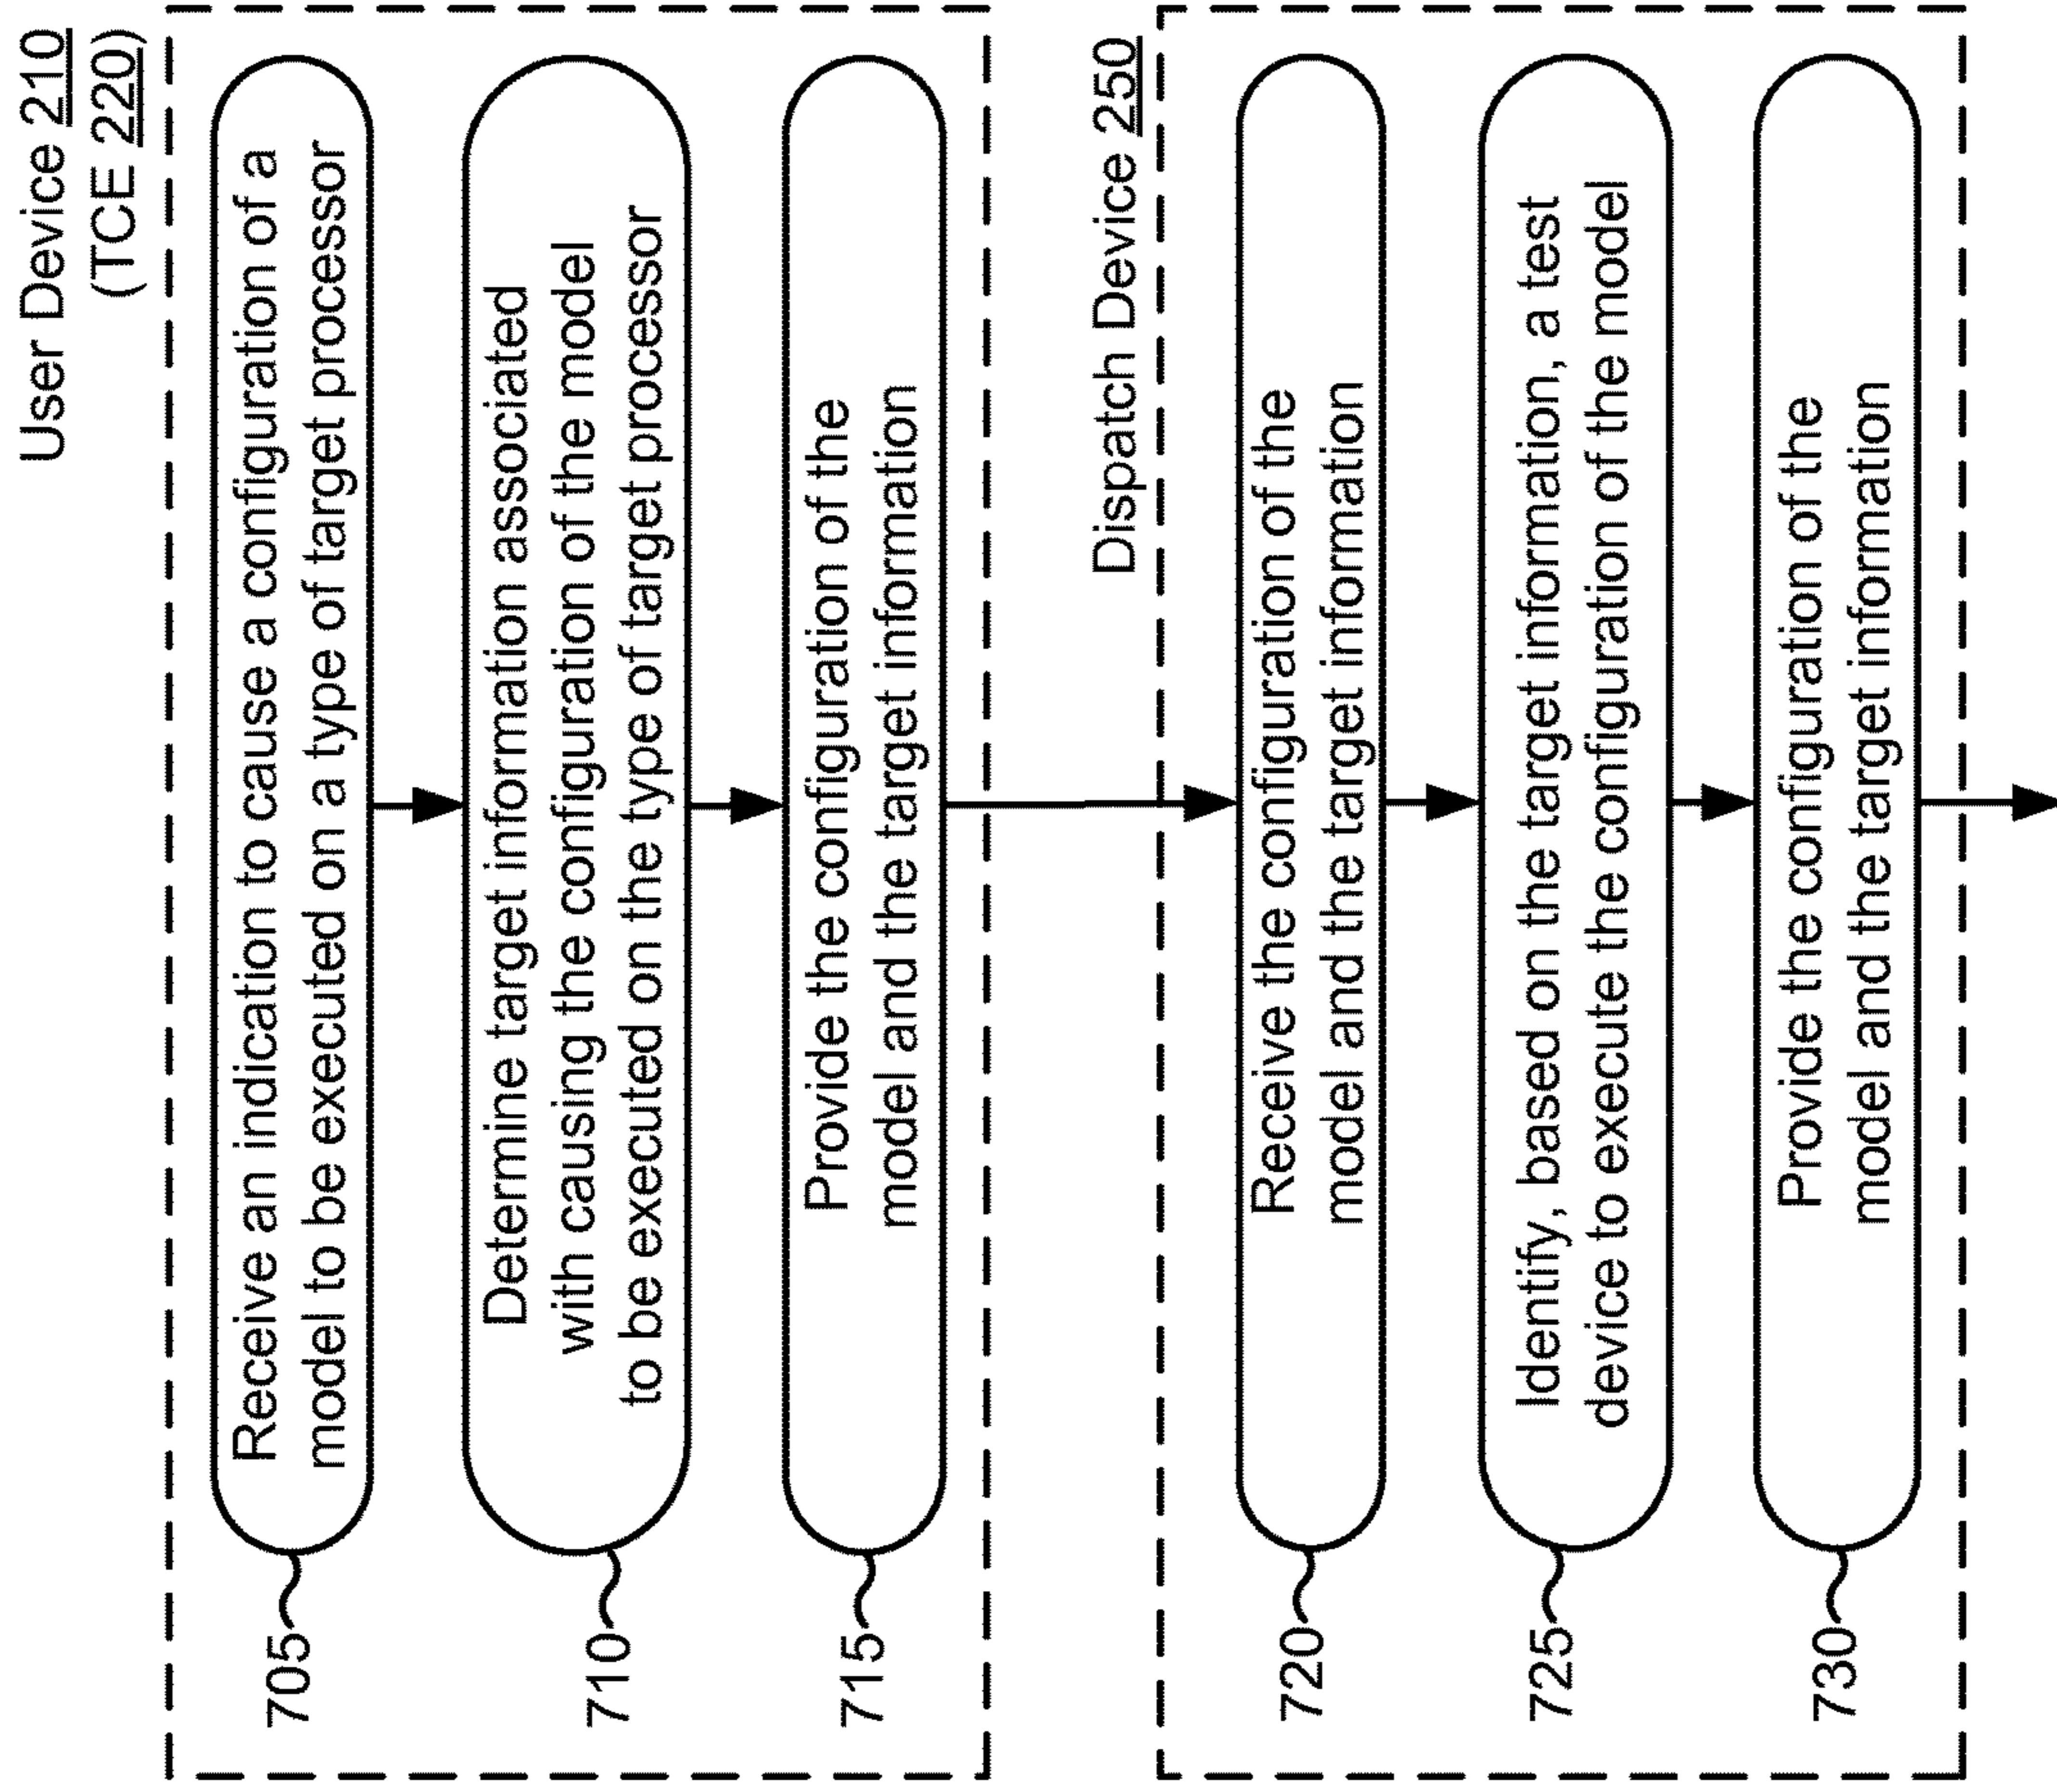 User Device 210
(TCE 220)
705
Receive an indication to cause a configuration of a
model to be executed on a type of target processor
710
Determine target information associated
with causing the configuration of the model
to be executed on the type of target processor
715
Provide the configuration of the
model and the target information
Dispatch Device 250
720
Receive the configuration of the
model and the target information
725
Identify, based on the target information, a test
device to execute the configuration of the model
730
Provide the configuration of the
model and the target information